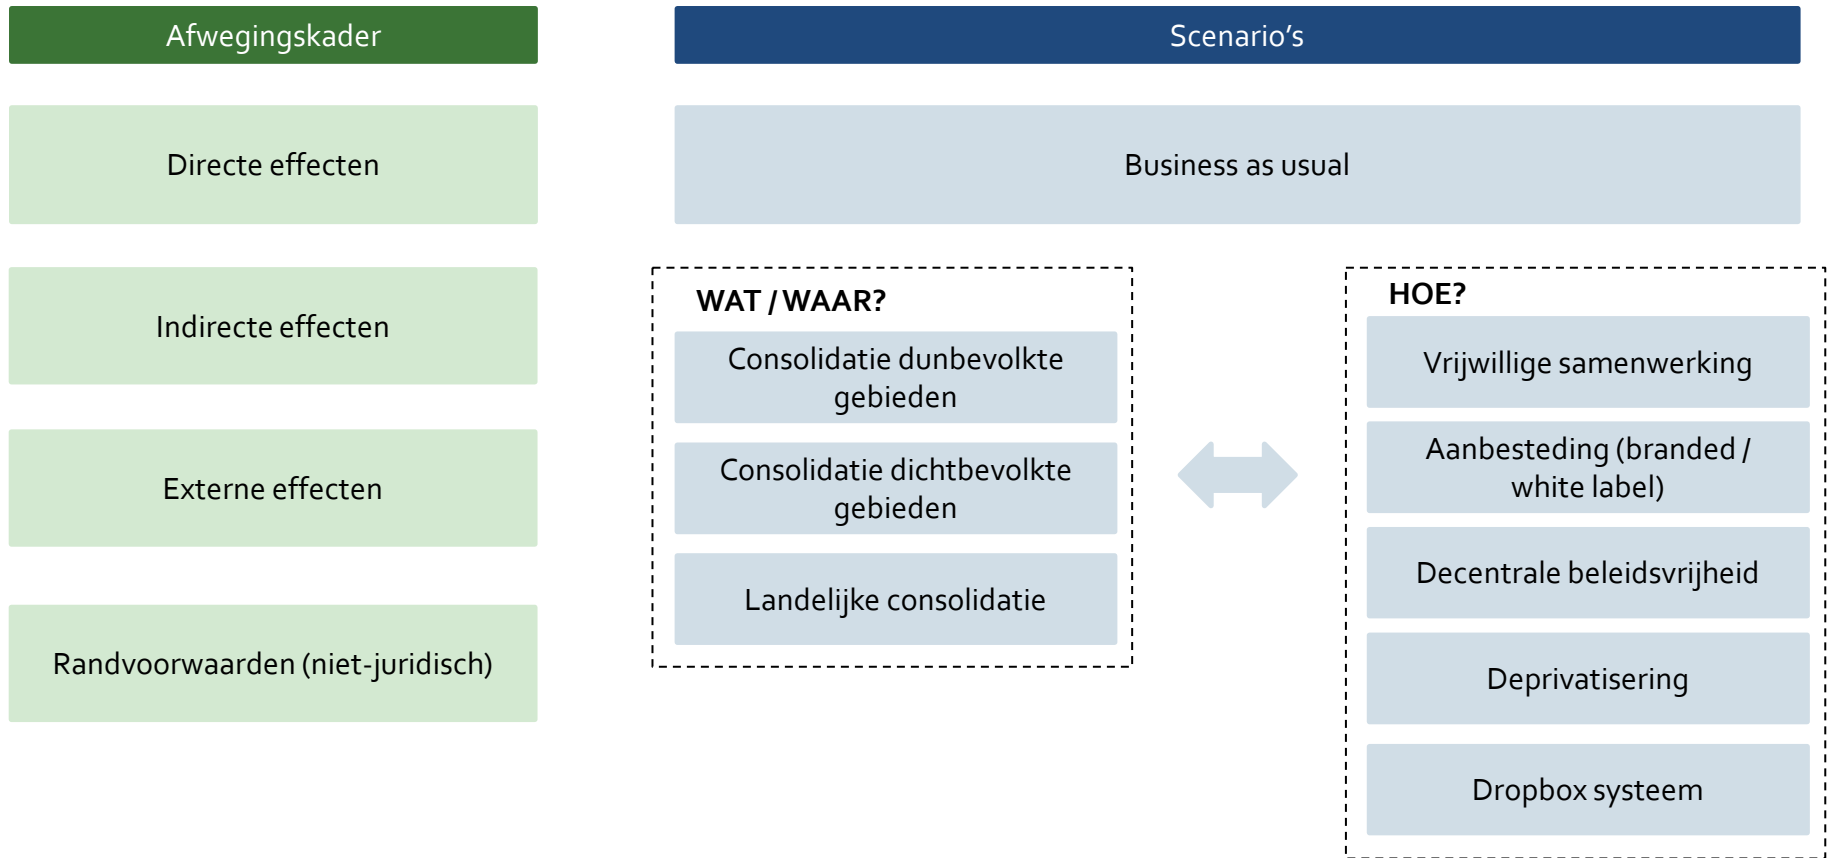 Afwegingskader
Directe effecten
Indirecte effecten
Externe effecten
Randvoorwaarden (niet-juridisch)
Scenario’s
Business as usual
WAT / WAAR?
Consolidatie dunbevolkte
gebieden
Consolidatie dichtbevolkte
gebieden
Landelijke consolidatie
HOE?
Vrijwillige samenwerking
Aanbesteding (branded /
white label)
Decentrale beleidsvrijheid
Deprivatisering
Dropbox systeem